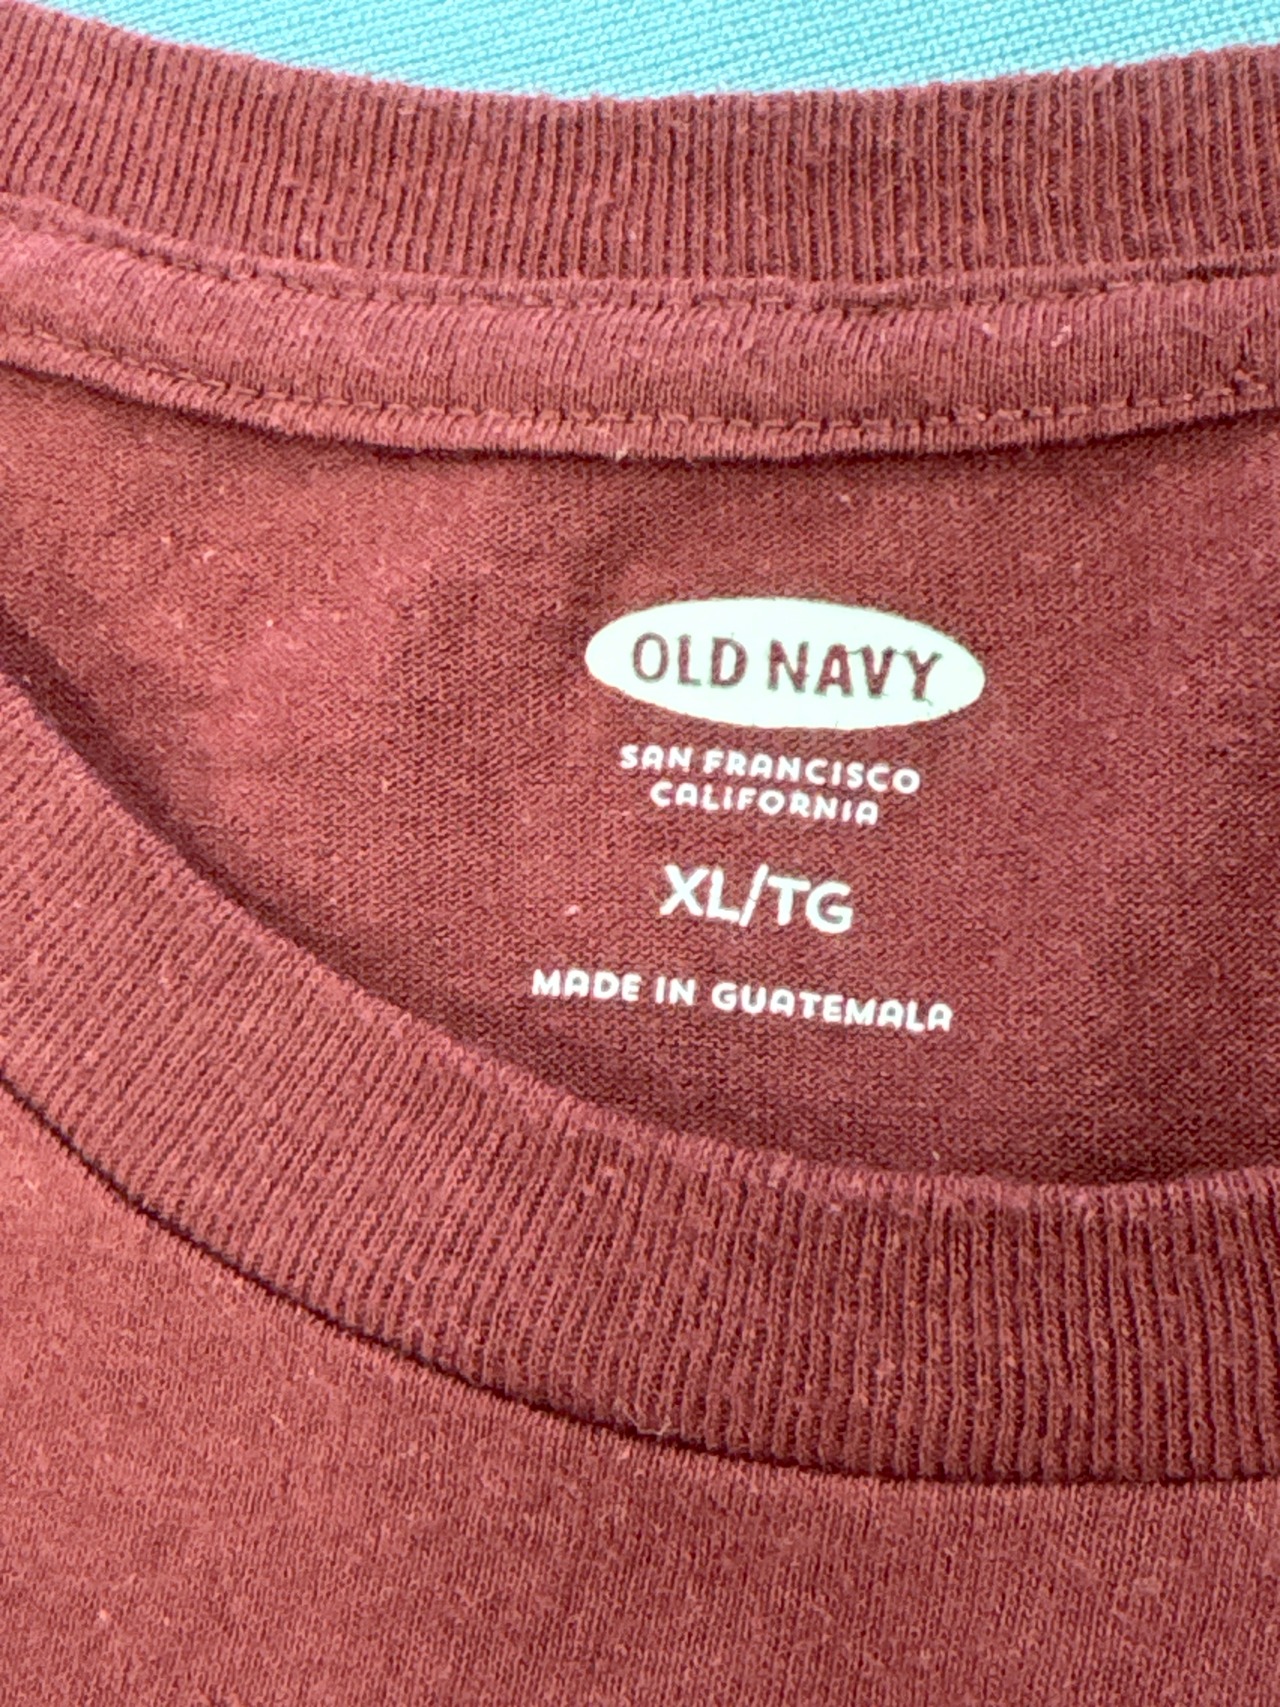 OLD NAVY
SAN FRANCISCO
CALIFORNIA
XL/TG
MADE IN GUATEMALA